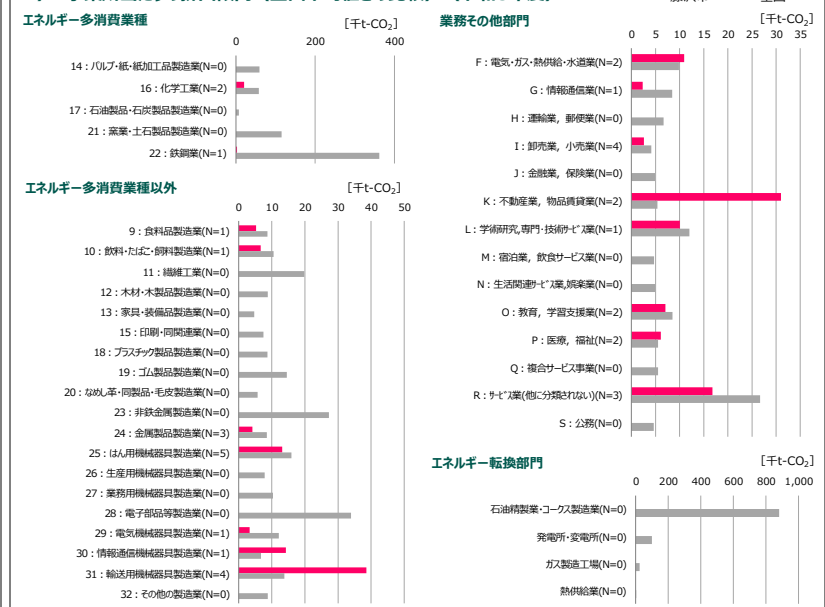 エネルギー多消費業種
[千t-CO₂]
0 200 400
14：パルプ・紙・紙加工品製造業(N=0)
16：化学工業(N=2)
17：石油製品・石炭製品製造業(N=0)
21：窯業・土石製品製造業(N=0)
22：鉄鋼業(N=1)
エネルギー多消費業種以外
[千t-CO₂]
0 10 20 30 40 50
9：食料品製造業(N=1)
10：飲料・たばこ・飼料製造業(N=1)
11：繊維工業(N=0)
12：木材・木製品製造業(N=0)
13：家具・装備品製造業(N=0)
15：印刷・同関連業(N=0)
18：プラスチック製品製造業(N=0)
19：ゴム製品製造業(N=0)
20：なめし革・同製品・毛皮製造業(N=0)
23：非鉄金属製造業(N=0)
24：金属製品製造業(N=3)
25：はん用機械器具製造業(N=5)
26：生産用機械器具製造業(N=0)
27：業務用機械器具製造業(N=0)
28：電子部品等製造業(N=0)
29：電気機械器具製造業(N=1)
30：情報通信機械器具製造業(N=1)
31：輸送用機械器具製造業(N=4)
32：その他の製造業(N=0)
業務その他部門
[千t-CO₂]
0 5 10 15 20 25 30 35
F：電気・ガス・熱供給・水道業(N=2)
G：情報通信業(N=1)
H：運輸業，郵便業(N=0)
I：卸売業，小売業(N=4)
J：金融業，保険業(N=0)
K：不動産業，物品賃貸業(N=2)
L：学術研究,専門・技術サービス業(N=1)
M：宿泊業，飲食サービス業(N=0)
N：生活関連サービス業,娯楽業(N=0)
O：教育，学習支援業(N=2)
P：医療，福祉(N=2)
Q：複合サービス事業(N=0)
R：サービス業(他に分類されない)(N=3)
S：公務(N=0)
エネルギー転換部門
[千t-CO₂]
0 200 400 600 800 1,000
石油精製業・コークス製造業(N=0)
発電所・変電所(N=0)
ガス製造工場(N=0)
熱供給業(N=0)